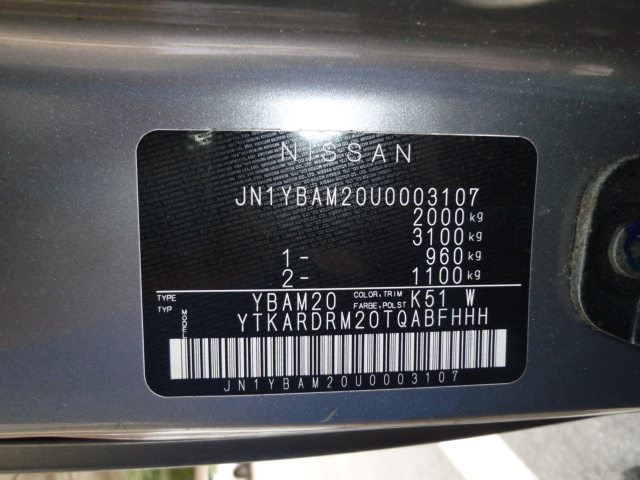 NISSAN
JN1YBAM20U0003107
2000 kg
3100 kg
1- 960 kg
2- 1100 kg
TYPE TYP YBAM20 COLOR,TRIM FARBE,POLST K51 W
MODEL YTKARDRM20TQABFHHH
JN1YBAM20U0003107